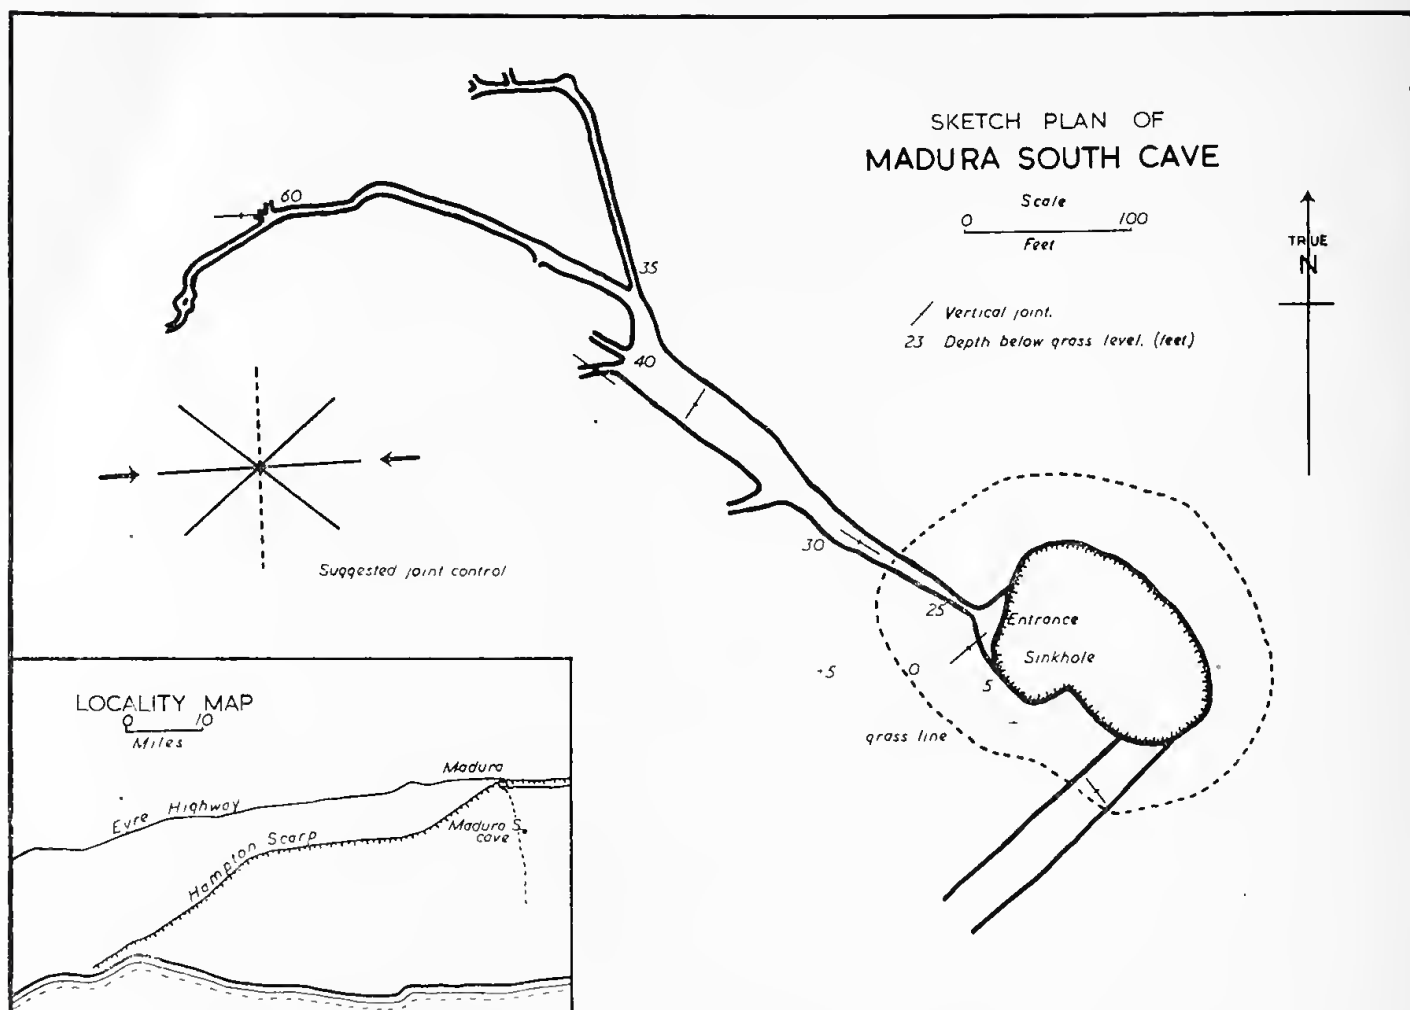 SKETCH PLAN OF
MADURA SOUTH CAVE
Scale
0 100
Feet
TRUE
N
Vertical joint.
23 Depth below grass level. (feet)
60
35
40
30
25
Entrance
Sinkhole
-5 0 5
grass line
Suggested joint control
LOCALITY MAP
0 10
Miles
Madura
Eyre Highway
Madura S.
cave
Hampton Scarp